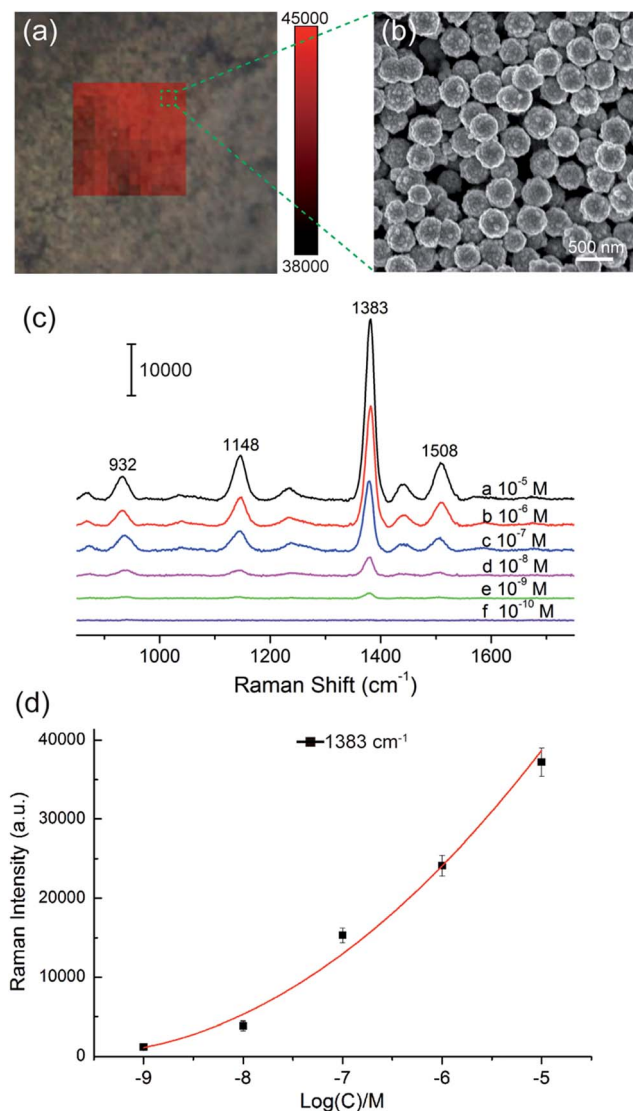 (a)
45000
38000
(b)
500 nm
(c)
10000
932
1148
1383
1508
a 10⁻⁵ M
b 10⁻⁶ M
c 10⁻⁷ M
d 10⁻⁸ M
e 10⁻⁹ M
f 10⁻¹⁰ M
1000 1200 1400 1600
Raman Shift (cm⁻¹)
(d)
1383 cm⁻¹
Raman Intensity (a.u.)
40000
30000
20000
10000
0
-9 -8 -7 -6 -5
Log(C)/M